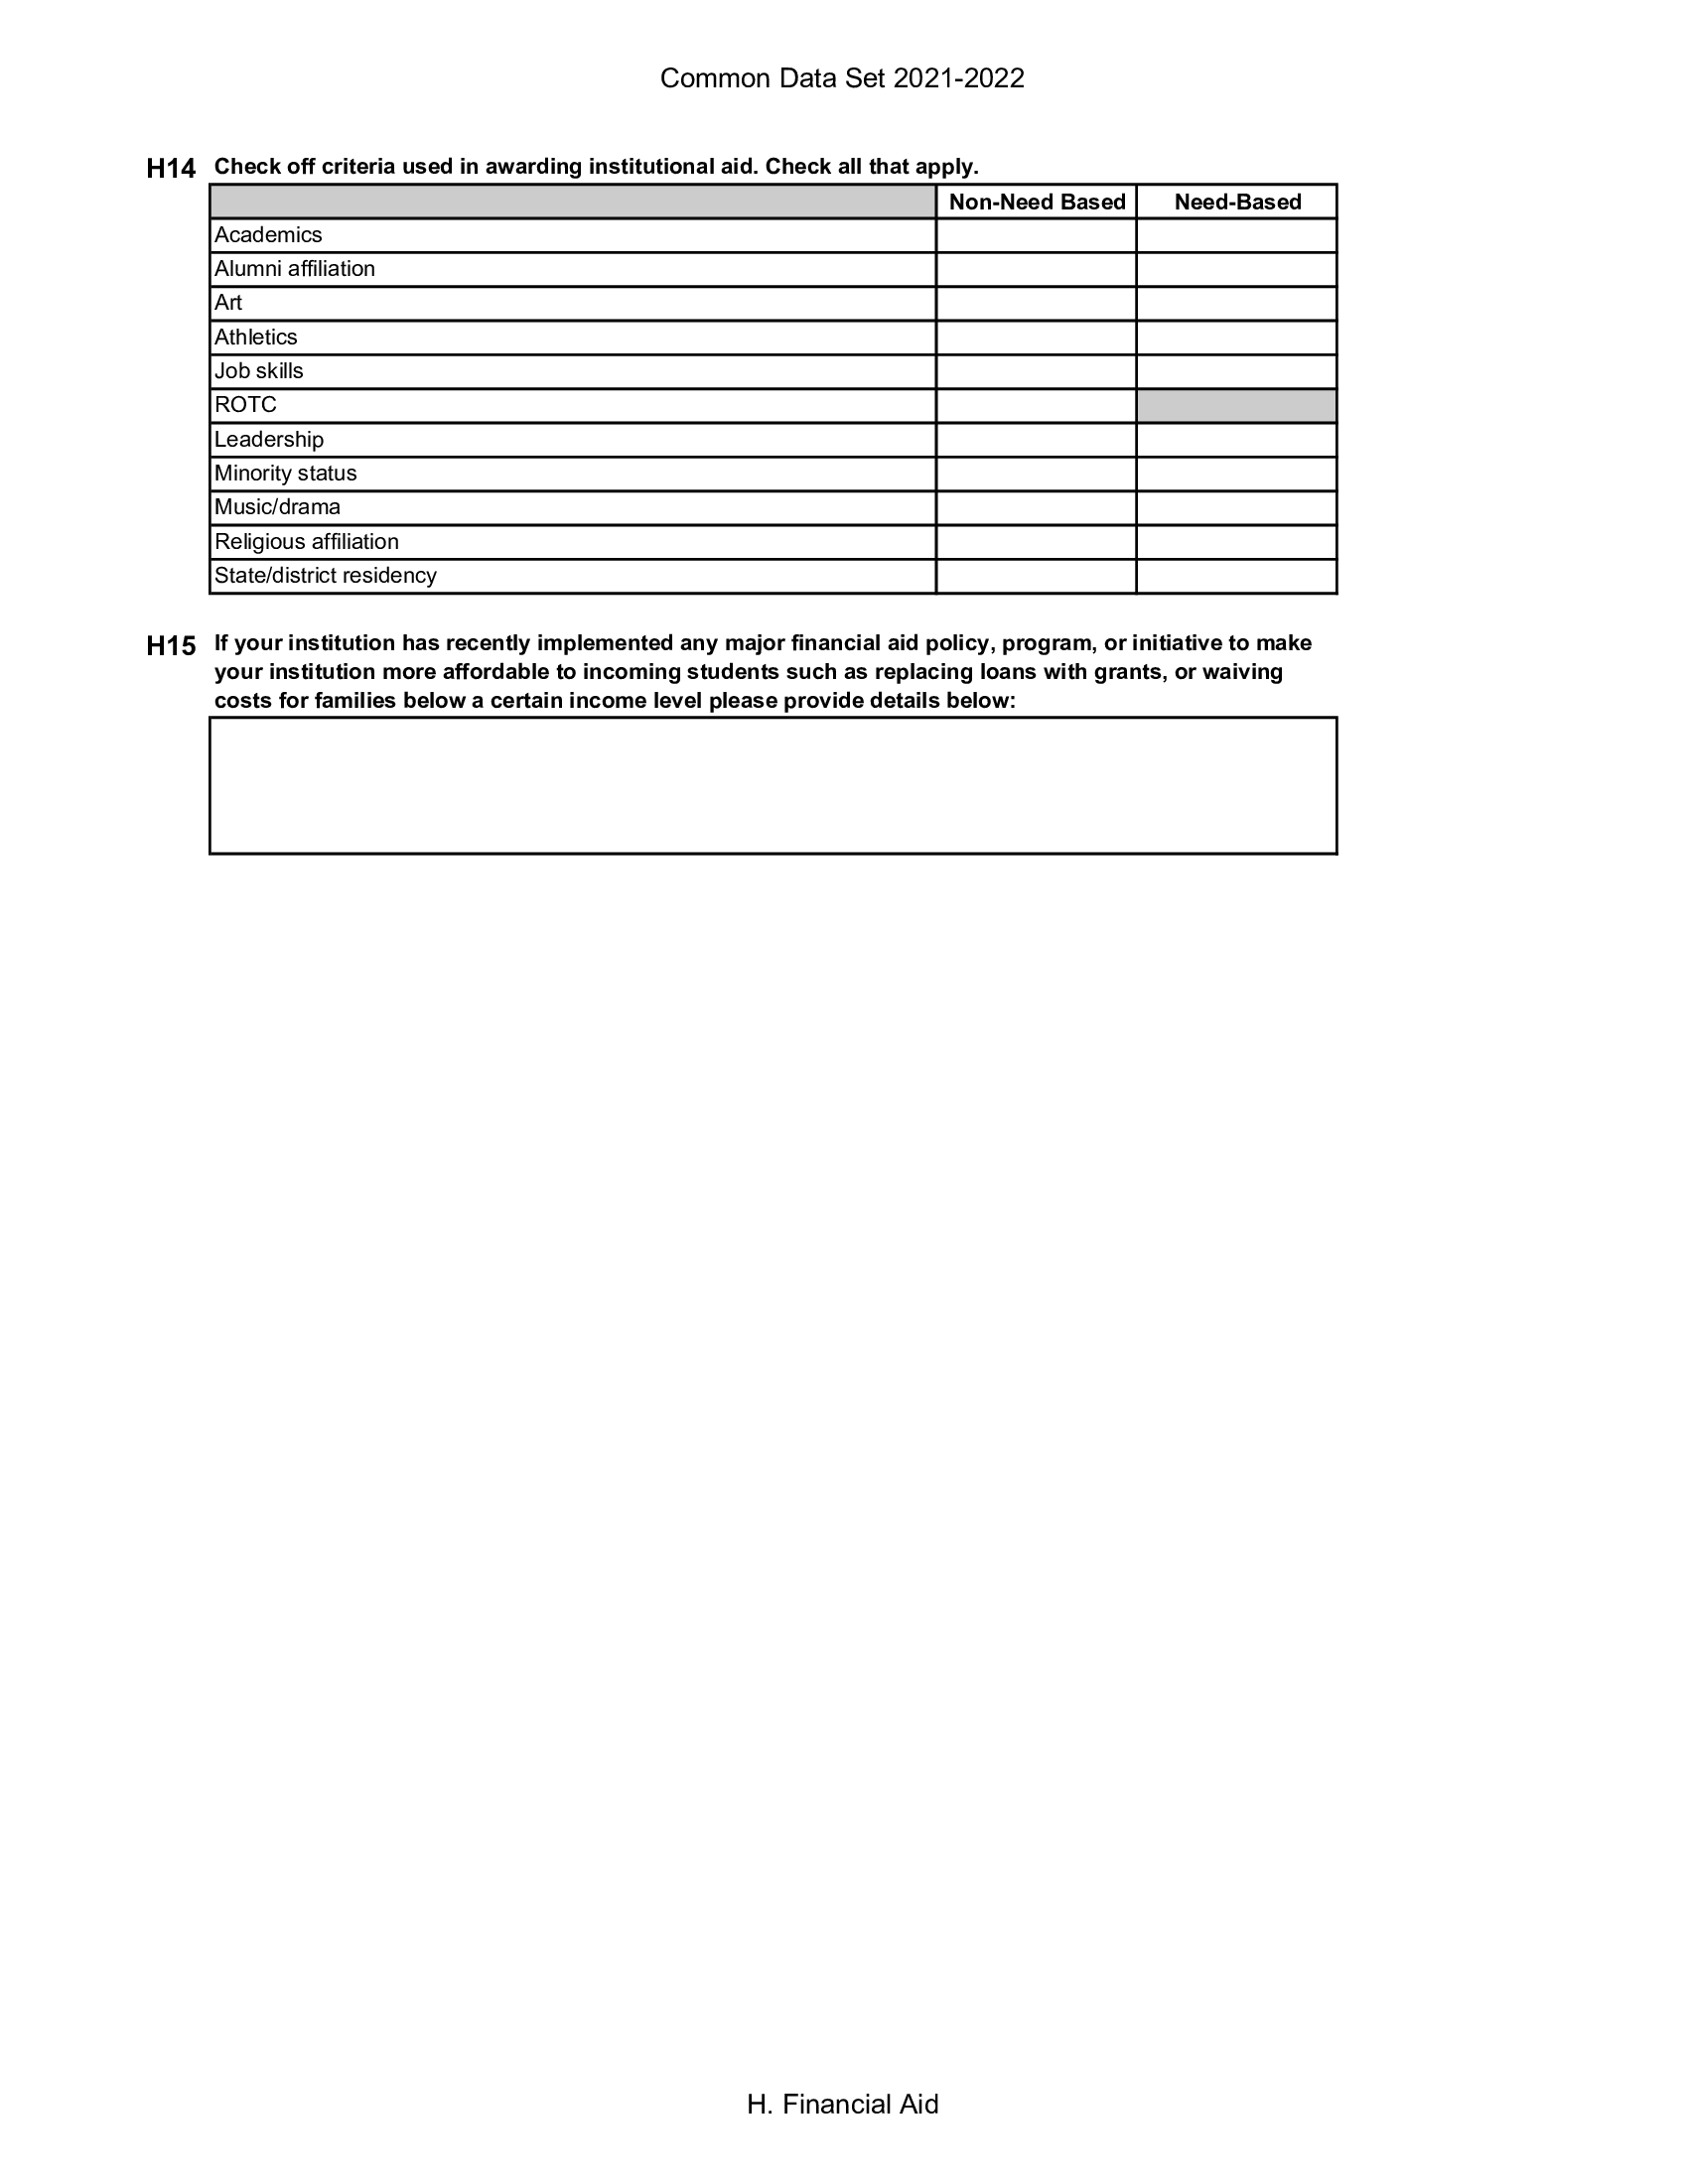 Common Data Set 2021-2022
H14 Check off criteria used in awarding institutional aid. Check all that apply.
Non-Need Based Need-Based
Academics
Alumni affiliation
Art
Athletics
Job skills
ROTC
Leadership
Minority status
Music/drama
Religious affiliation
State/district residency
H15 If your institution has recently implemented any major financial aid policy, program, or initiative to make
your institution more affordable to incoming students such as replacing loans with grants, or waiving
costs for families below a certain income level please provide details below:
H. Financial Aid